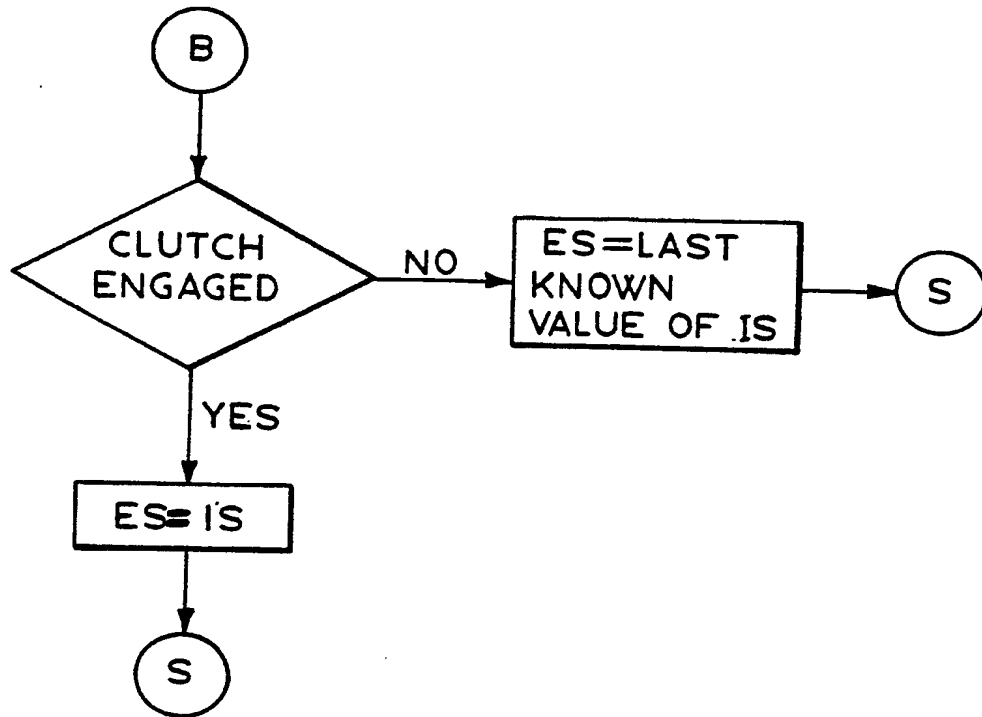 B
CLUTCH
ENGAGED
NO
ES=LAST
KNOWN
VALUE OF IS
S
YES
ES=IS
S